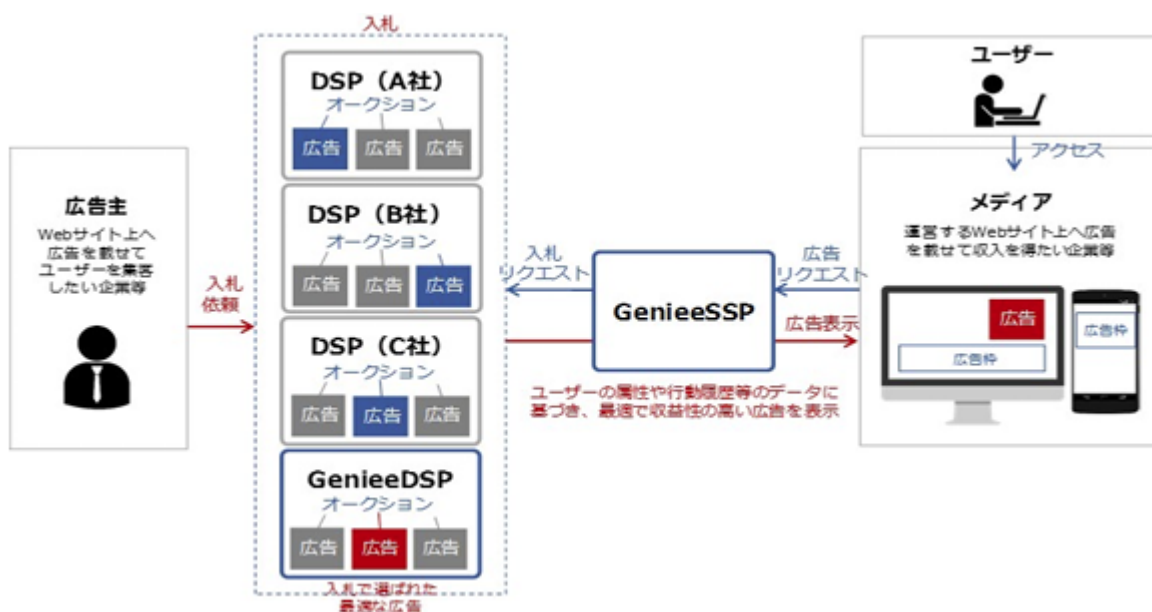 入札
DSP（A社）
オークション
広告 広告 広告
DSP（B社）
オークション
広告 広告 広告
DSP（C社）
オークション
広告 広告 広告
GenieeDSP
オークション
広告 広告 広告
入札で選ばれた
最適な広告
広告主
Webサイト上へ
広告を載せて
ユーザーを集客
したい企業等
入札
依頼
入札
リクエスト
GenieeSSP
広告
リクエスト
広告表示
ユーザーの属性や行動履歴等のデータに
基づき、最適で収益性の高い広告を表示
ユーザー
アクセス
メディア
運営するWebサイト上へ広告
を載せて収入を得たい企業等
広告
広告枠
広告枠